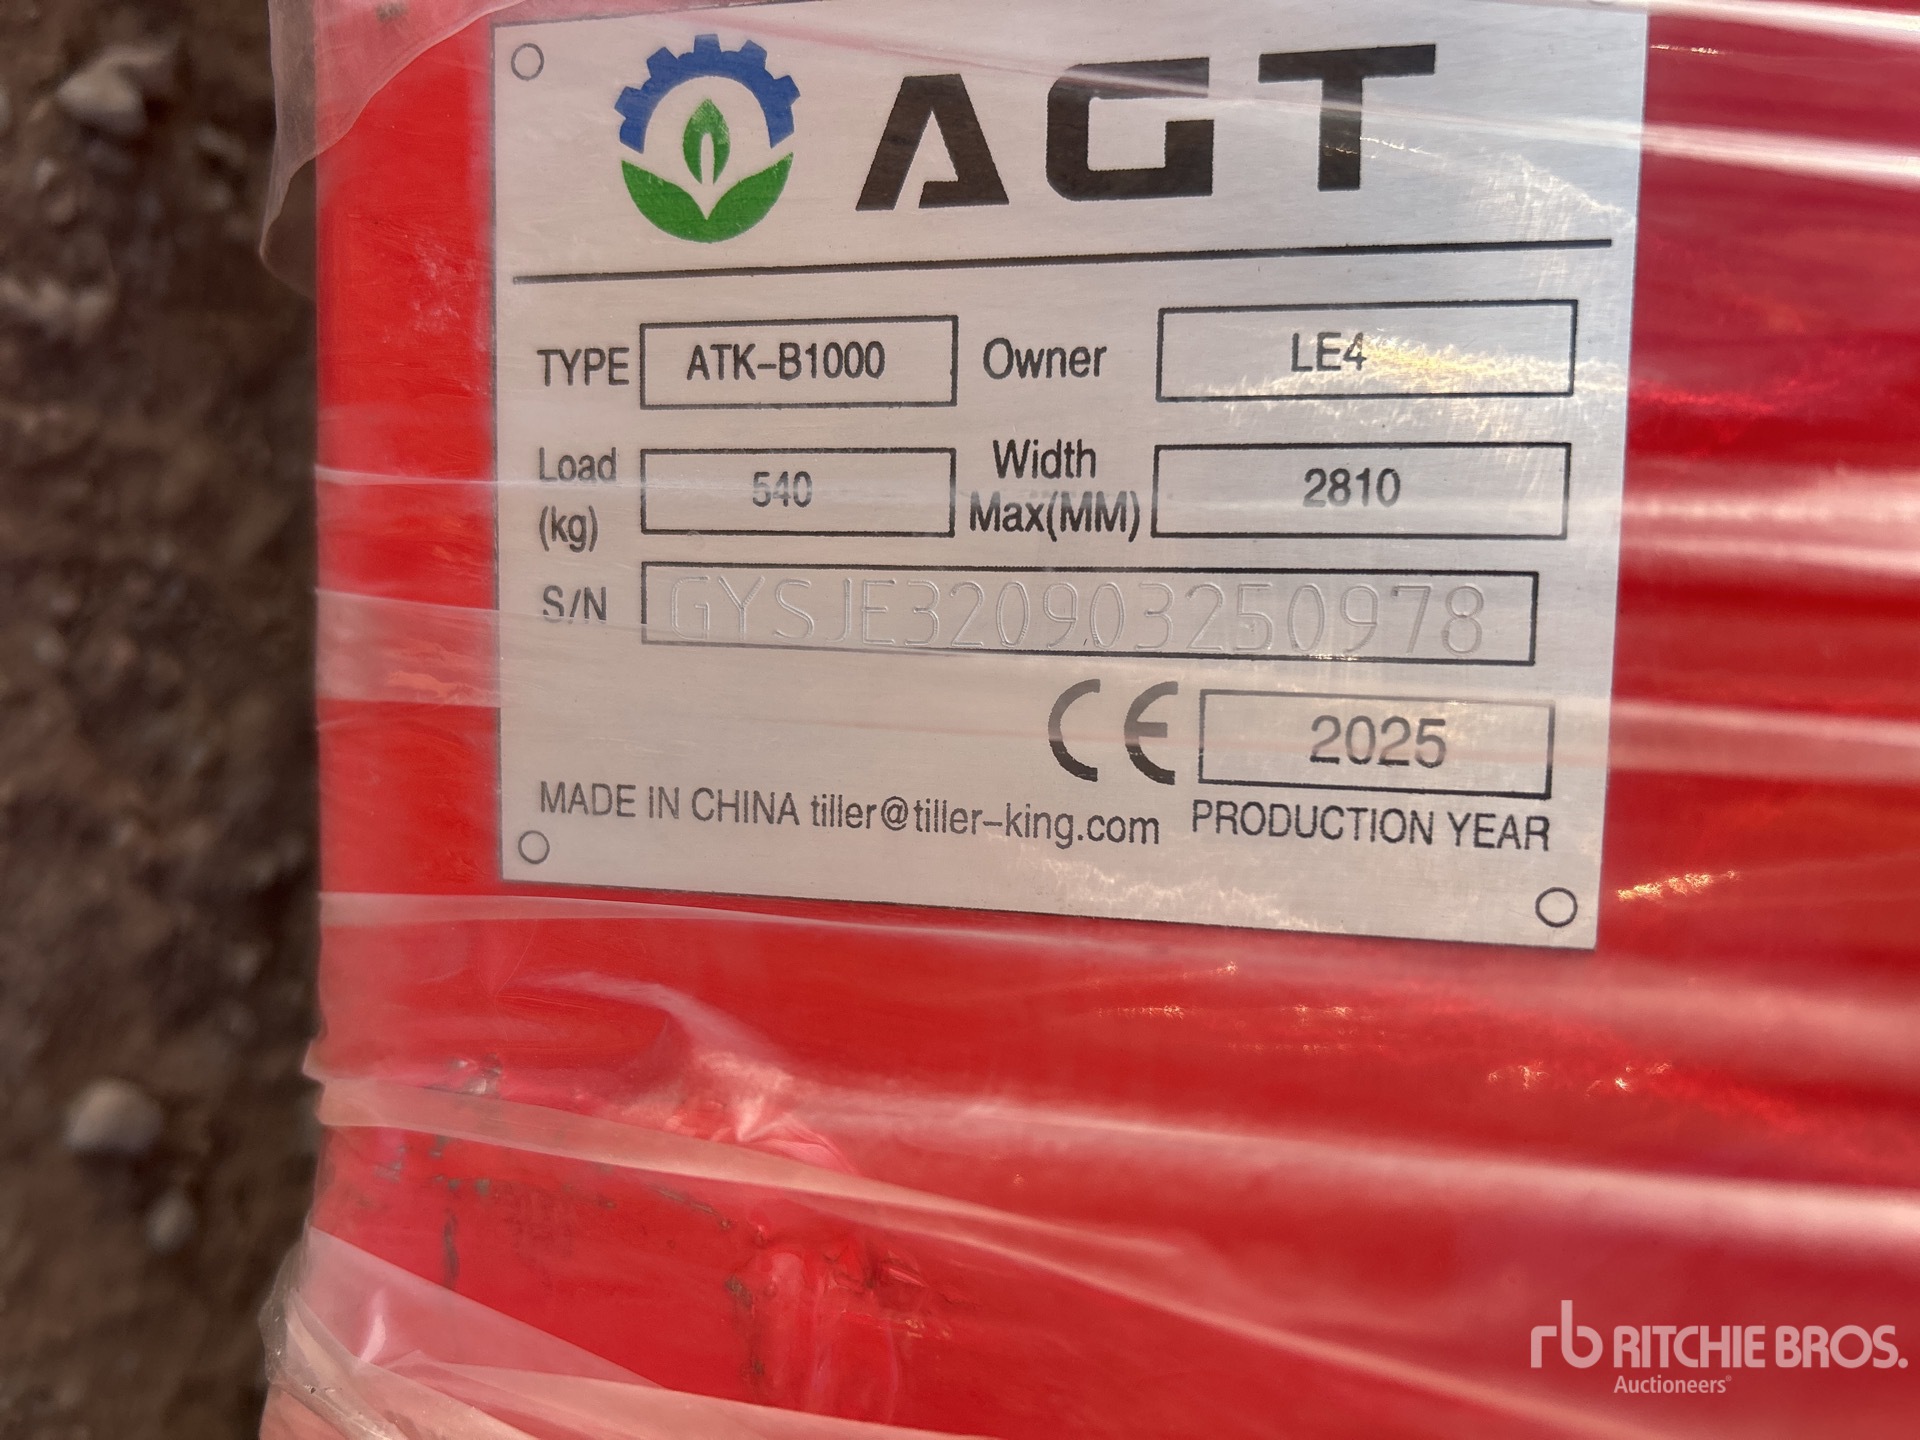 AGT
TYPE ATK-B1000 Owner LE4
Load (kg) 540 Width Max(MM) 2810
S/N GYSJE320903250978
CE 2025
MADE IN CHINA tiller@tiller-king.com PRODUCTION YEAR
rb RITCHIE BROS.
Auctioneers